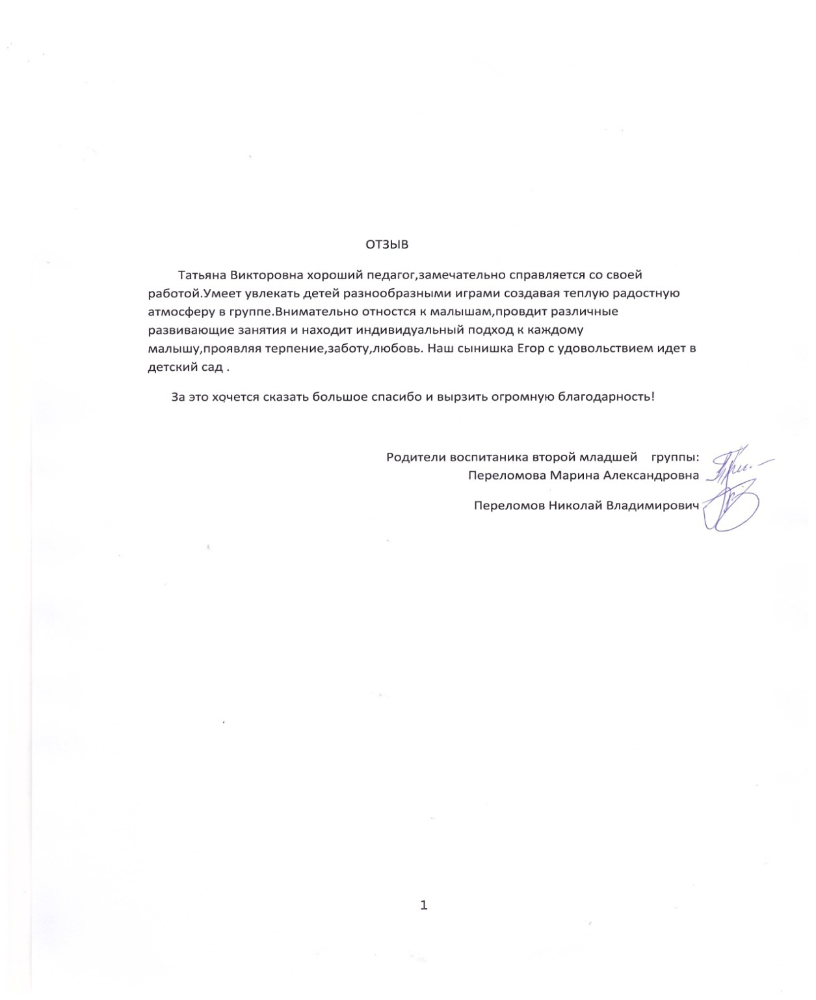 ОТЗЫВ
Татьяна Викторовна хороший педагог,замечательно справляется со своей
работой.Умеет увлекать детей разнообразными играми создавая теплую радостную
атмосферу в группе.Внимательно отностся к малышам,провдит различные
развивающие занятия и находит индивидуальный подход к каждому
малышу,проявляя терпение,заботу,любовь. Наш сынишка Егор с удовольствием идет в
детский сад .
За это хочется сказать большое спасибо и вырзить огромную благодарность!
Родители воспитаника второй младшей группы:
Переломова Марина Александровна
Переломов Николай Владимирович
1